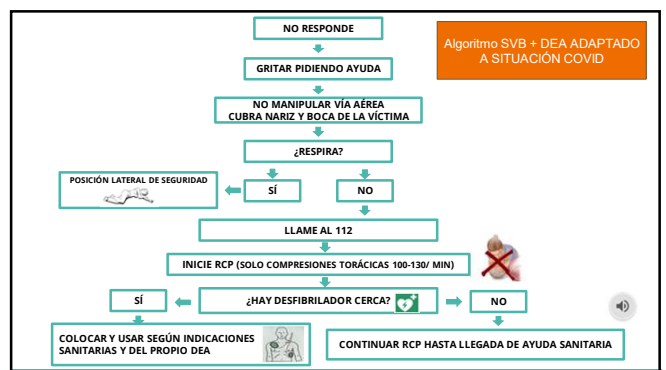 NO RESPONDE
Algoritmo SVB + DEA ADAPTADO
A SITUACIÓN COVID
GRITAR PIDIENDO AYUDA
NO MANIPULAR VÍA AÉREA
CUBRA NARIZ Y BOCA DE LA VÍCTIMA
¿RESPIRA?
POSICIÓN LATERAL DE SEGURIDAD
SÍ
NO
LLAME AL 112
INICIE RCP (SOLO COMPRESIONES TORÁCICAS 100-130/ MIN)
SÍ
¿HAY DESFIBRILADOR CERCA?
NO
COLOCAR Y USAR SEGÚN INDICACIONES
SANITARIAS Y DEL PROPIO DEA
CONTINUAR RCP HASTA LLEGADA DE AYUDA SANITARIA